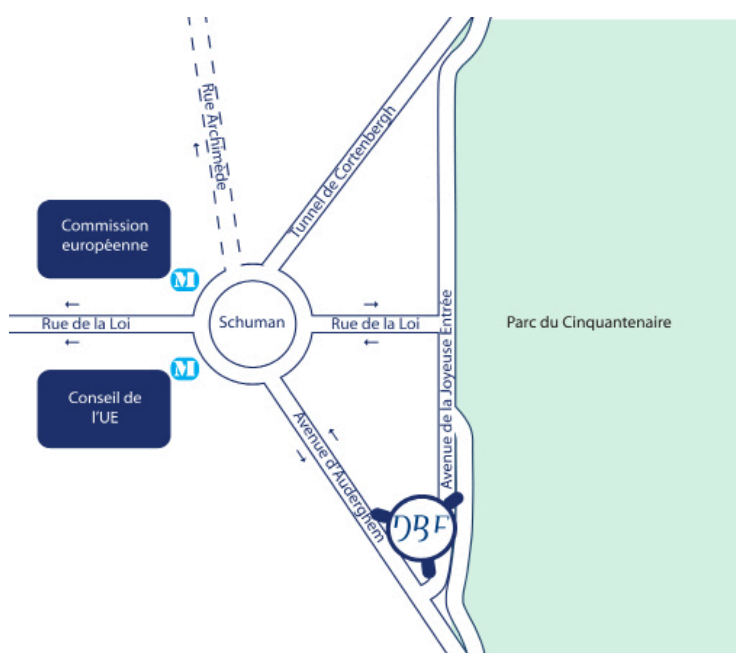 Rue Archimède
Tunnel de Cortenbergh
Commission
européenne
M
Schuman
Rue de la Loi
Rue de la Loi
Parc du Cinquantenaire
Avenue de la Joyeuse Entrée
M
Conseil de
l'UE
Avenue d'Auderghem
DBF